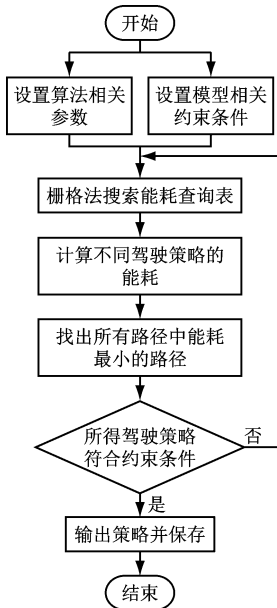 开始
设置算法相关
参数
设置模型相关
约束条件
栅格法搜索能耗查询表
计算不同驾驶策略的
能耗
找出所有路径中能耗
最小的路径
所得驾驶策略
符合约束条件
否
是
输出策略并保存
结束